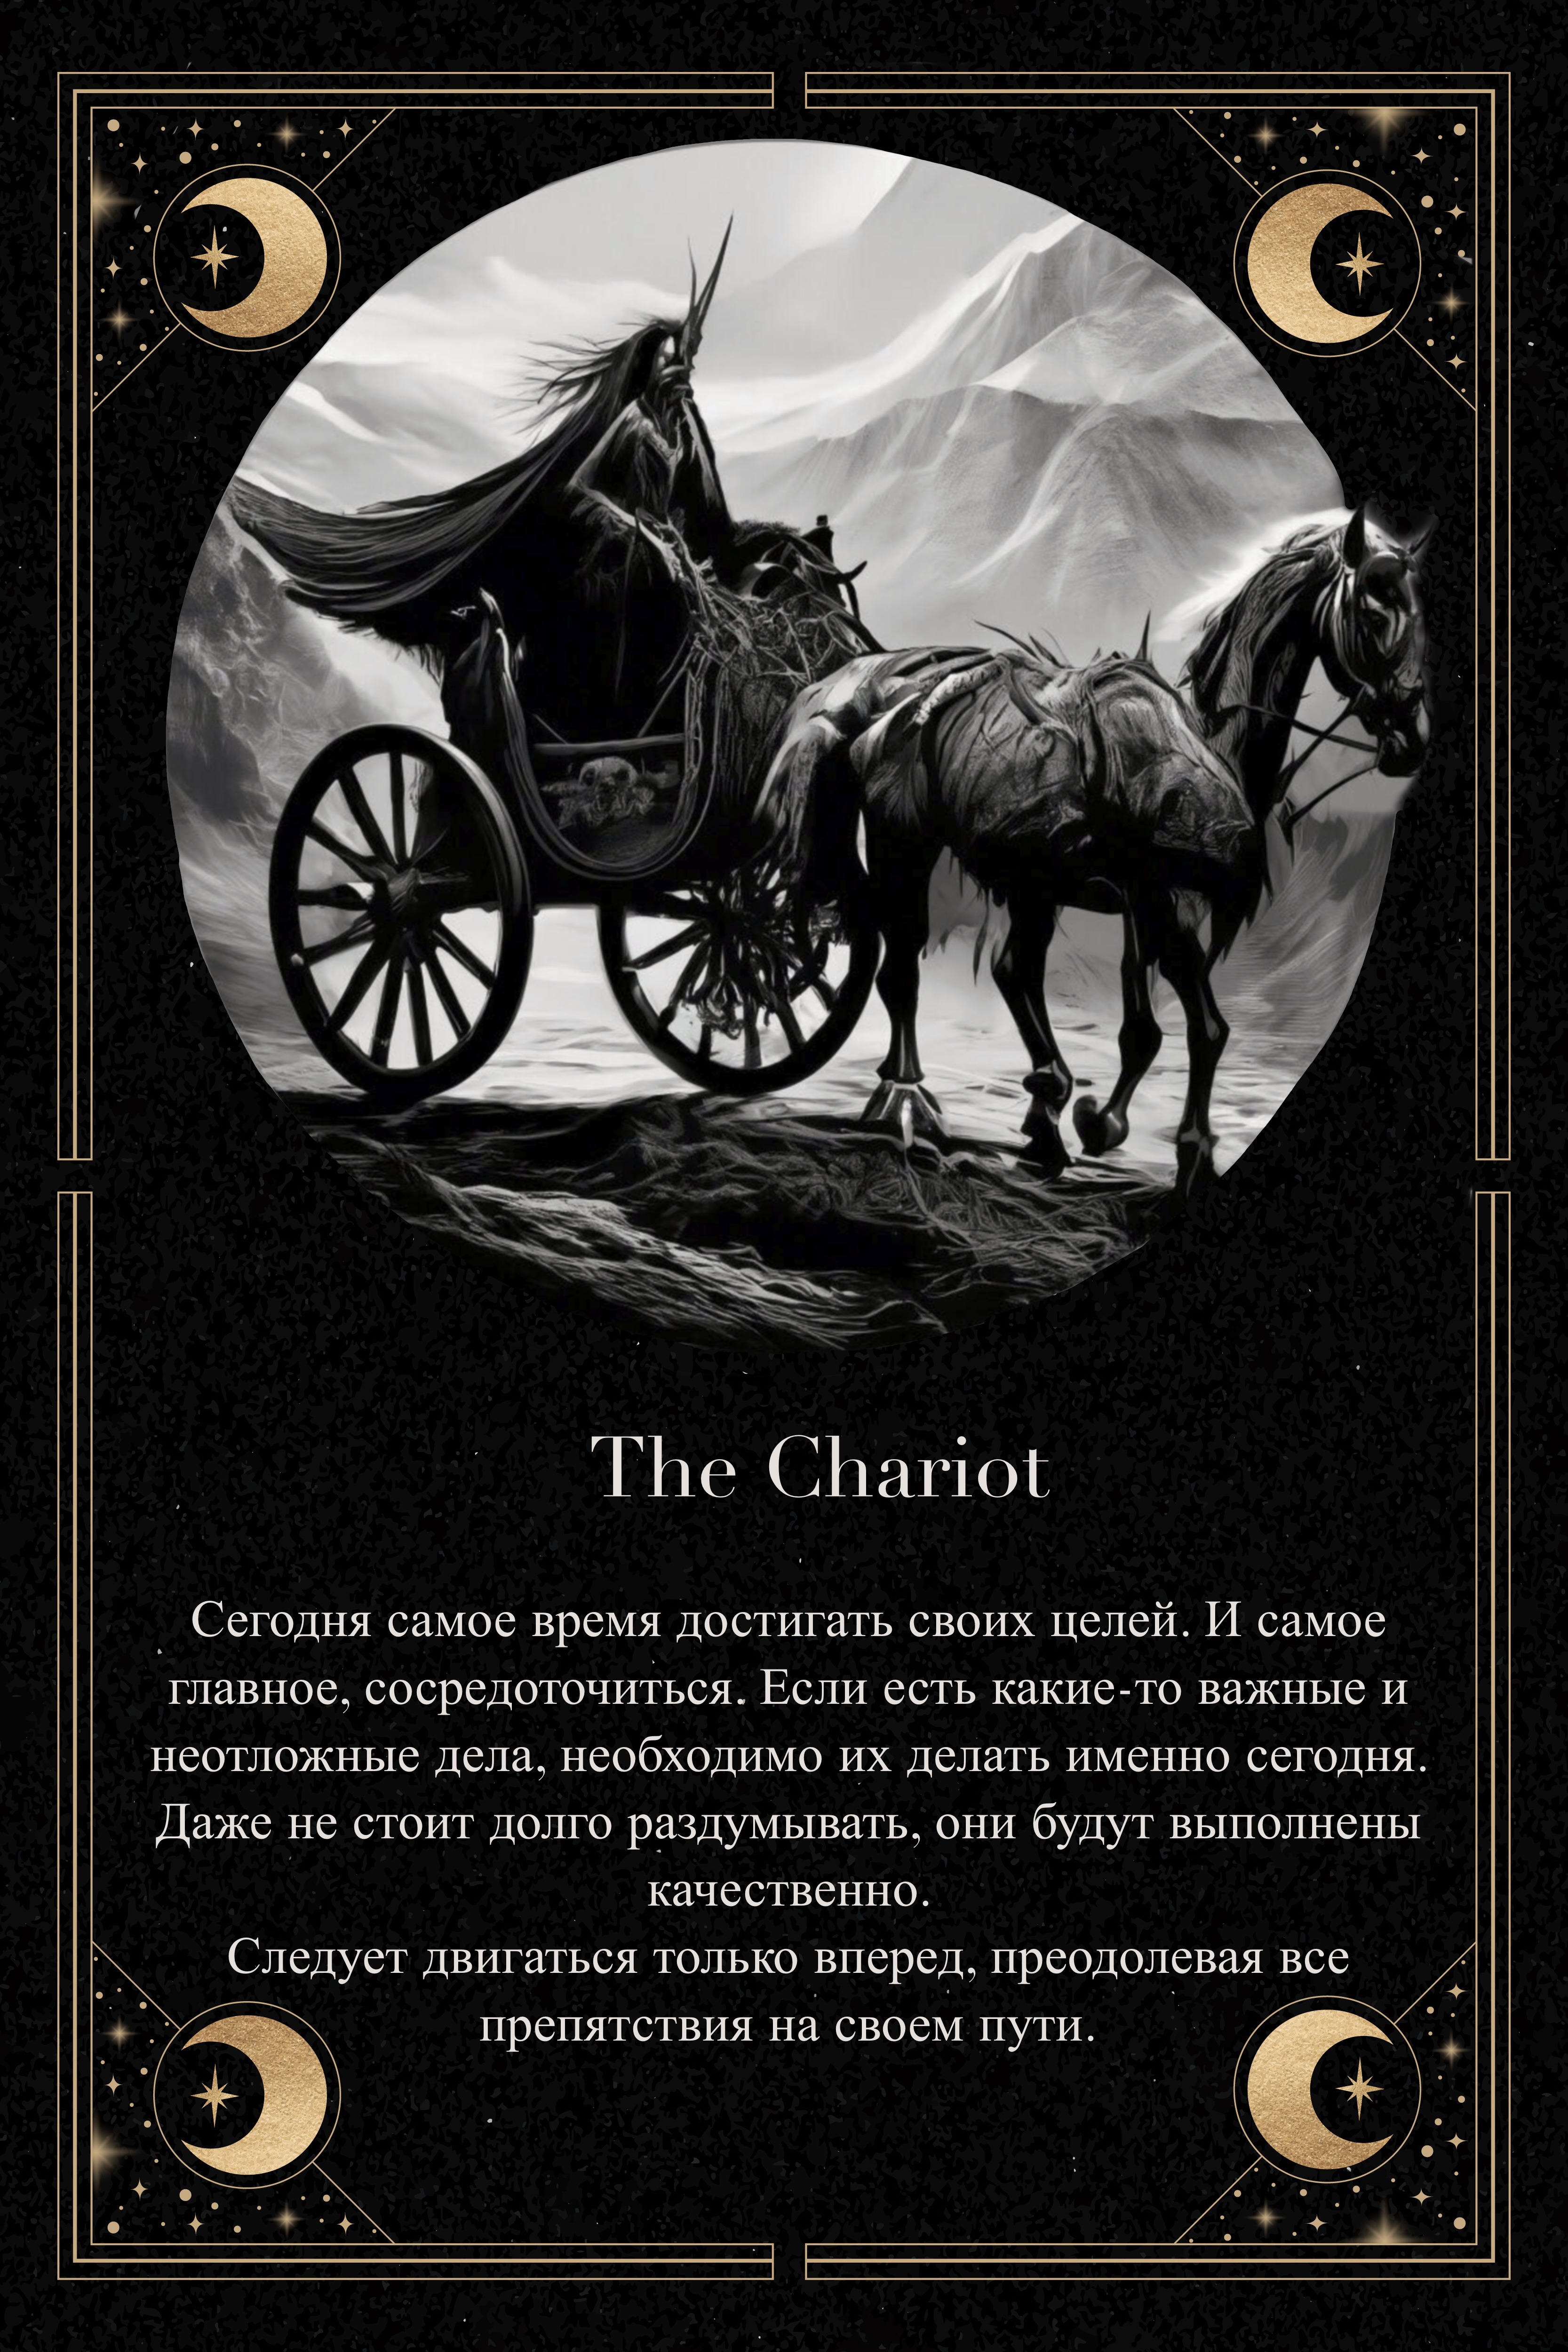 The Chariot
Сегодня самое время достигать своих целей. И самое
главное, сосредоточиться. Если есть какие-то важные и
неотложные дела, необходимо их делать именно сегодня.
Даже не стоит долго раздумывать, они будут выполнены
качественно.
Следует двигаться только вперед, преодолевая все
препятствия на своем пути.